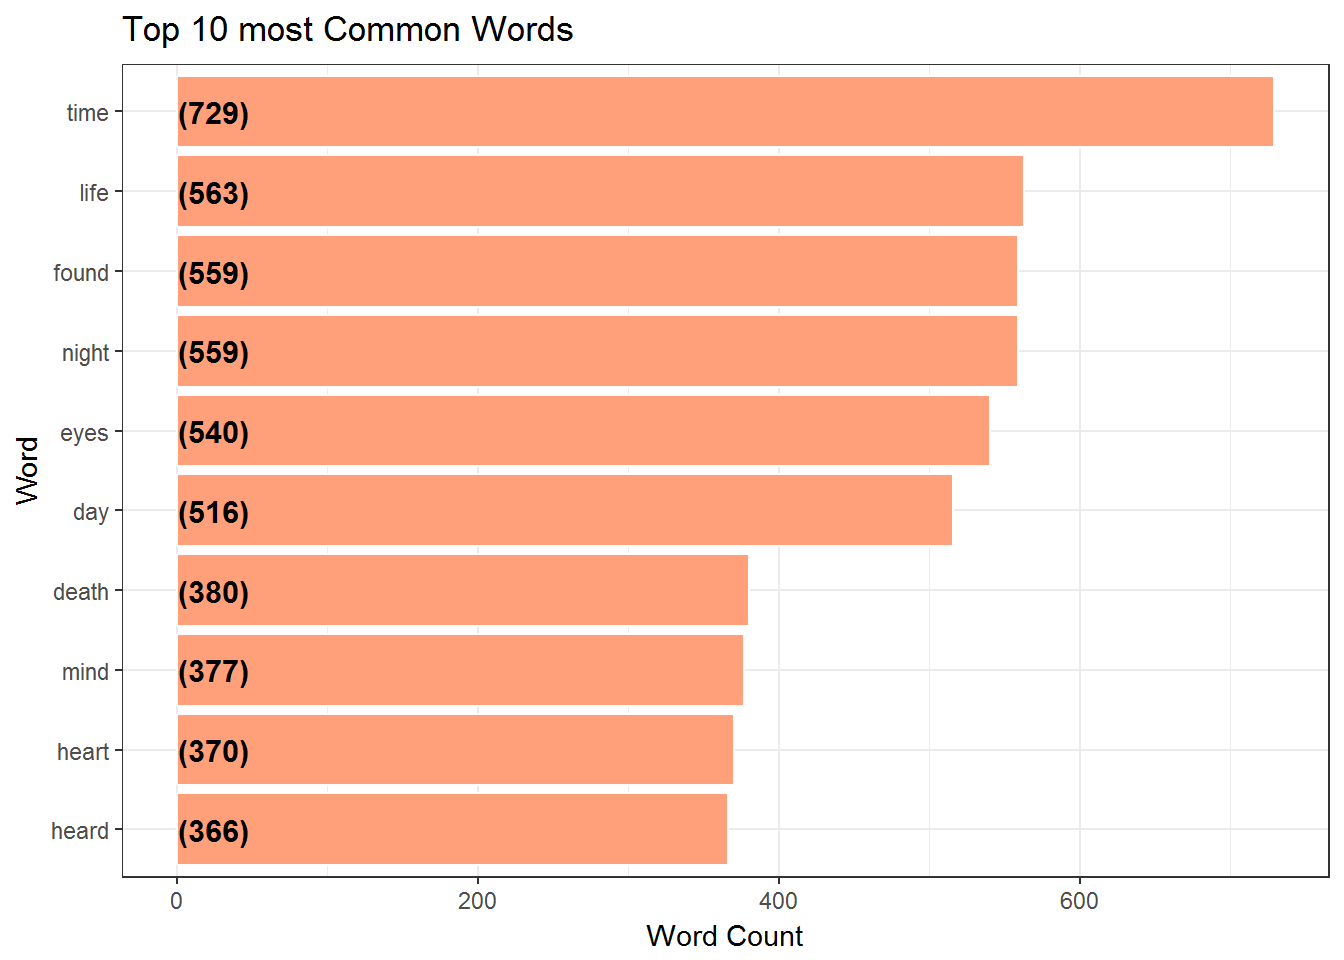 Top 10 most Common Words
Word
time (729)
life (563)
found (559)
night (559)
eyes (540)
day (516)
death (380)
mind (377)
heart (370)
heard (366)
0 200 400 600
Word Count